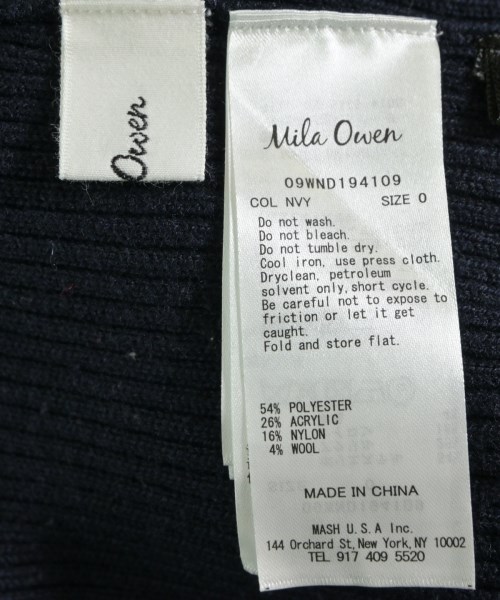 Owen
Mila Owen
09WND194109
COL NVY SIZE 0
Do not wash.
Do not bleach.
Do not tumble dry.
Cool iron, use press cloth.
Dryclean, petroleum
solvent only, short cycle.
Be careful not to expose to
friction or let it get
caught.
Fold and store flat.
54% POLYESTER
26% ACRYLIC
16% NYLON
4% WOOL
MADE IN CHINA
MASH U.S.A Inc.
144 Orchard St, New York, NY 10002
TEL 917 409 5520